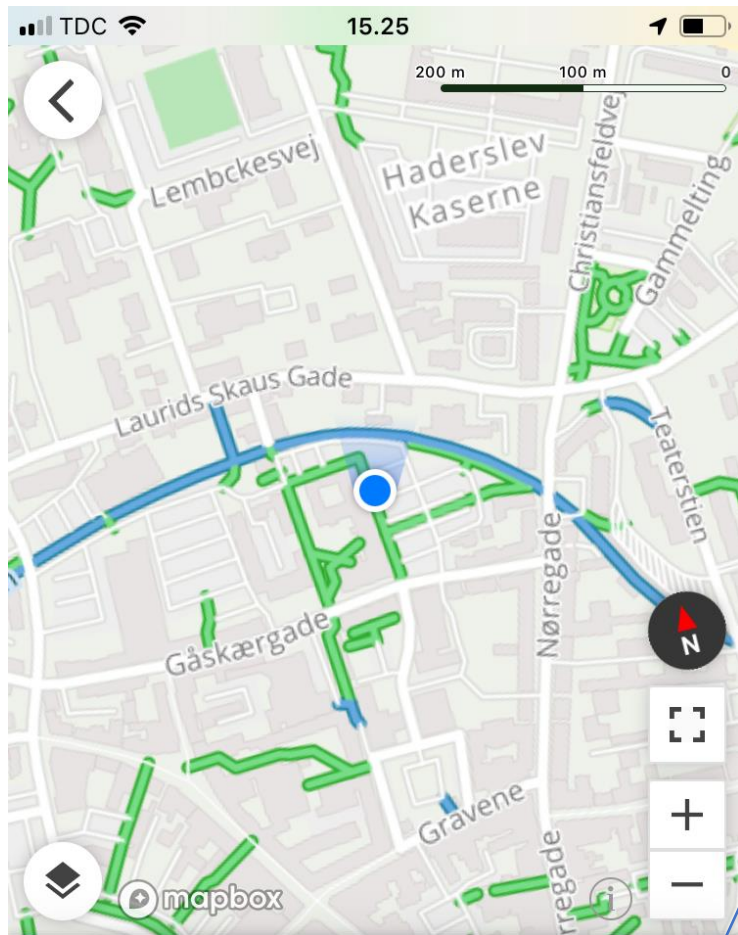 TDC
15.25
200 m
100 m
0
Lembckesvej
Haderslev
Kaserne
Christiansfeldvej
Gammelting
Laurids Skaus Gade
Teaterstien
Nørregade
N
Gåskærgade
Gravene
rregade
mapbox
i